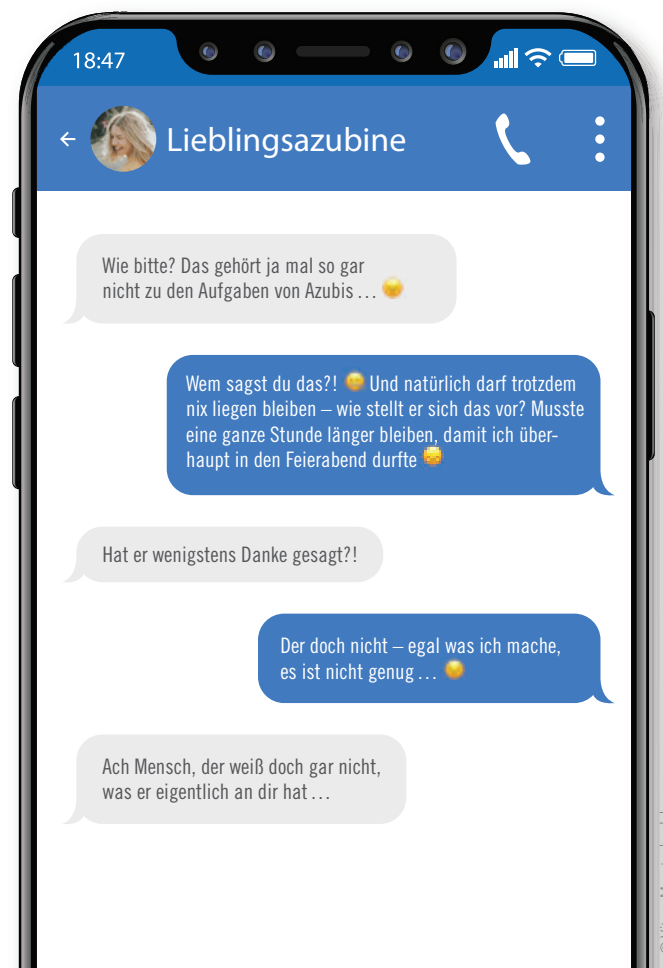 18:47
Lieblingsazubine
Wie bitte? Das gehört ja mal so gar
nicht zu den Aufgaben von Azubis …
Wem sagst du das?! Und natürlich darf trotzdem
nix liegen bleiben – wie stellt er sich das vor? Musste
eine ganze Stunde länger bleiben, damit ich über-
haupt in den Feierabend durfte
Hat er wenigstens Danke gesagt?!
Der doch nicht – egal was ich mache,
es ist nicht genug …
Ach Mensch, der weiß doch gar nicht,
was er eigentlich an dir hat …